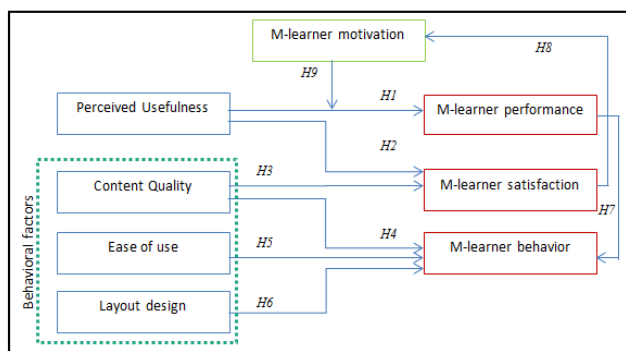 M-learner motivation
H8
H9
H1
Perceived Usefulness
M-learner performance
H2
H3
Content Quality
M-learner satisfaction
H7
H4
Ease of use
H5
M-learner behavior
Layout design
H6
Behavioral factors